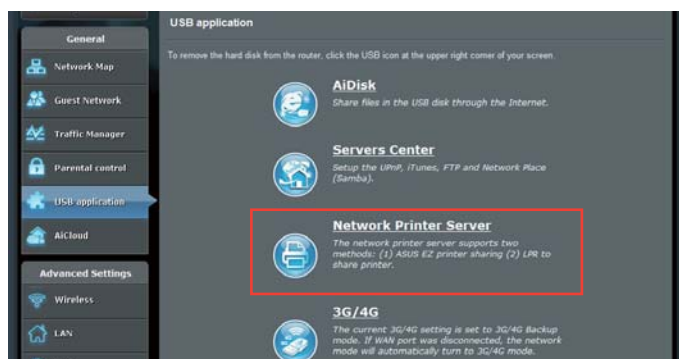 General
Network Map
Guest Network
Traffic Manager
Parental control
USB application
AiCloud
Advanced Settings
Wireless
LAN
USB application
To remove the hard disk from the router, click the USB icon at the upper right corner of your screen.
AiDisk
Share files in the USB disk through the Internet.
Servers Center
Setup the UPnP, iTunes, FTP and Network Place
(Samba).
Network Printer Server
The network printer server supports two
methods: (1) ASUS EZ printer sharing (2) LPR to
share printer.
3G/4G
The current 3G/4G setting is set to 3G/4G Backup
mode. If WAN port was disconnected, the network
mode will automatically turn to 3G/4G mode.